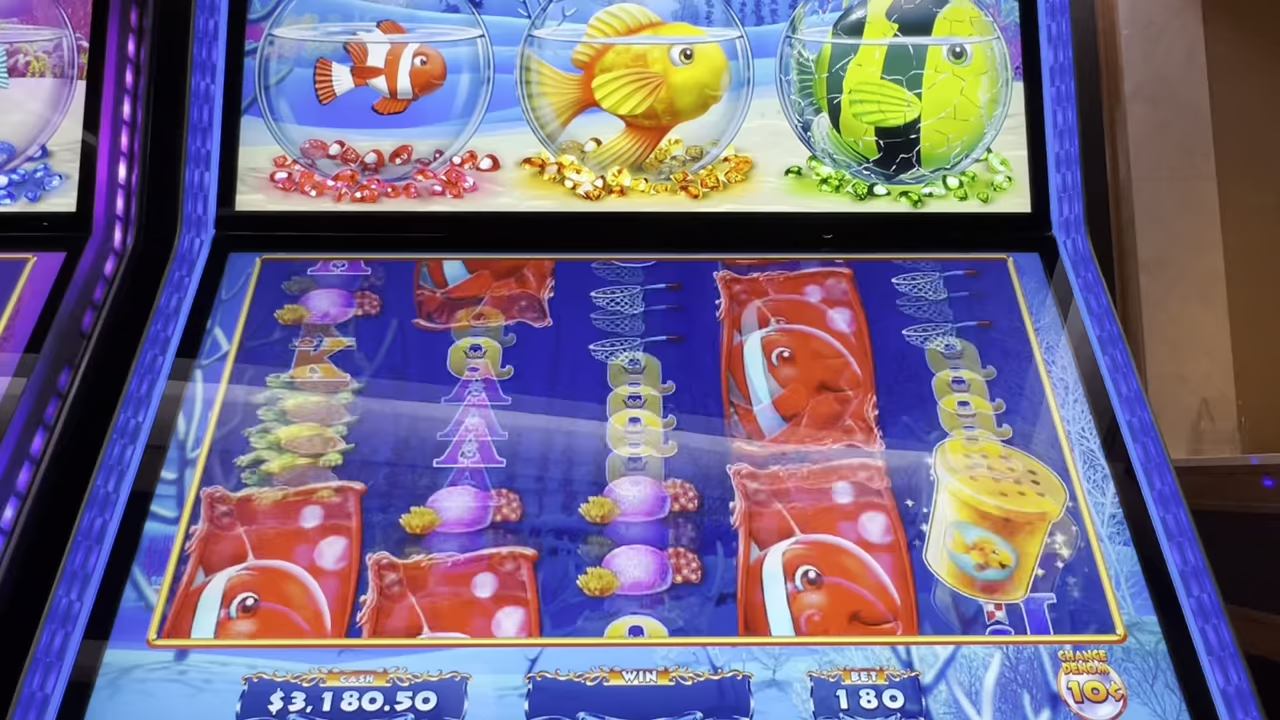 K
Q
A
A
A
Q
J
CASH
$3,180.50
WIN
BET
180
CHANGE
DENOM
10¢